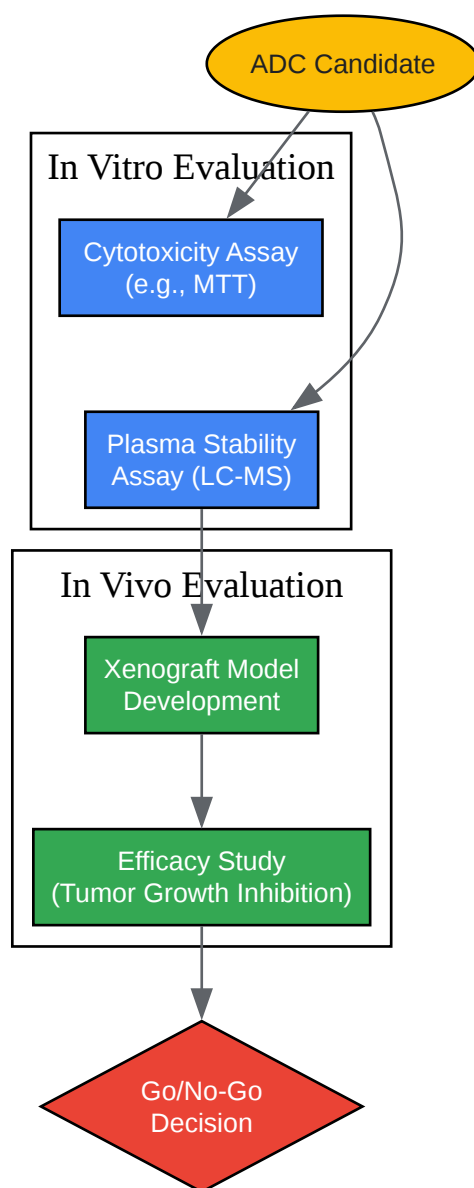 ADC Candidate
In Vitro Evaluation
Cytotoxicity Assay
(e.g., MTT)
Plasma Stability
Assay (LC-MS)
In Vivo Evaluation
Xenograft Model
Development
Efficacy Study
(Tumor Growth Inhibition)
Go/No-Go
Decision